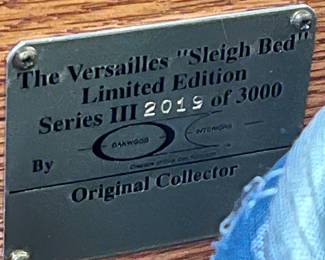 The Versailles "Sleigh Bed"
Limited Edition
Series III 2019 of 3000
By OAKWOOD INTERIORS
Original Collector